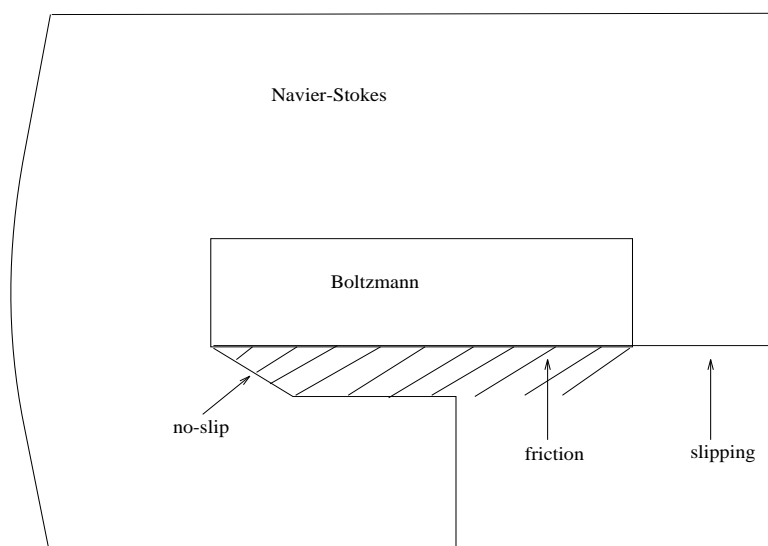 Navier-Stokes
Boltzmann
no-slip
friction
slipping